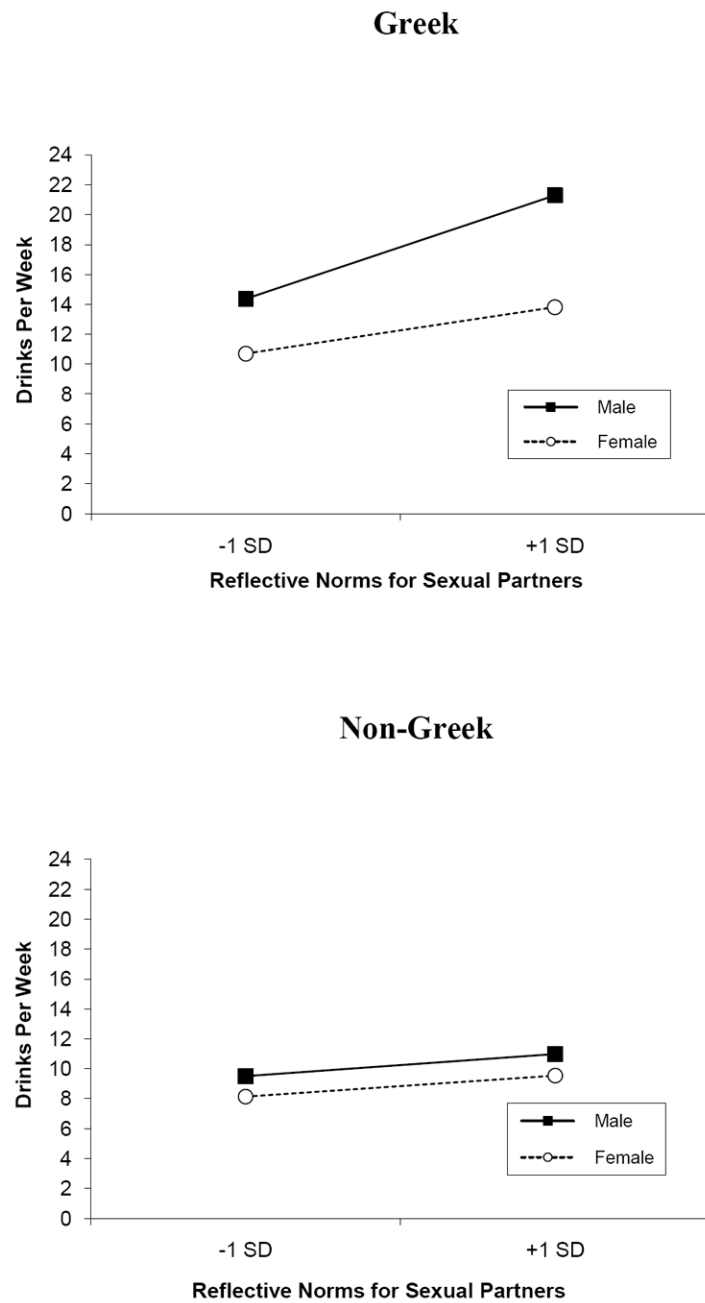 Greek
24
22
20
18
16
14
12
10
8
6
4
2
0
Drinks Per Week
Male
Female
-1 SD +1 SD
Reflective Norms for Sexual Partners
Non-Greek
24
22
20
18
16
14
12
10
8
6
4
2
0
Drinks Per Week
Male
Female
-1 SD +1 SD
Reflective Norms for Sexual Partners